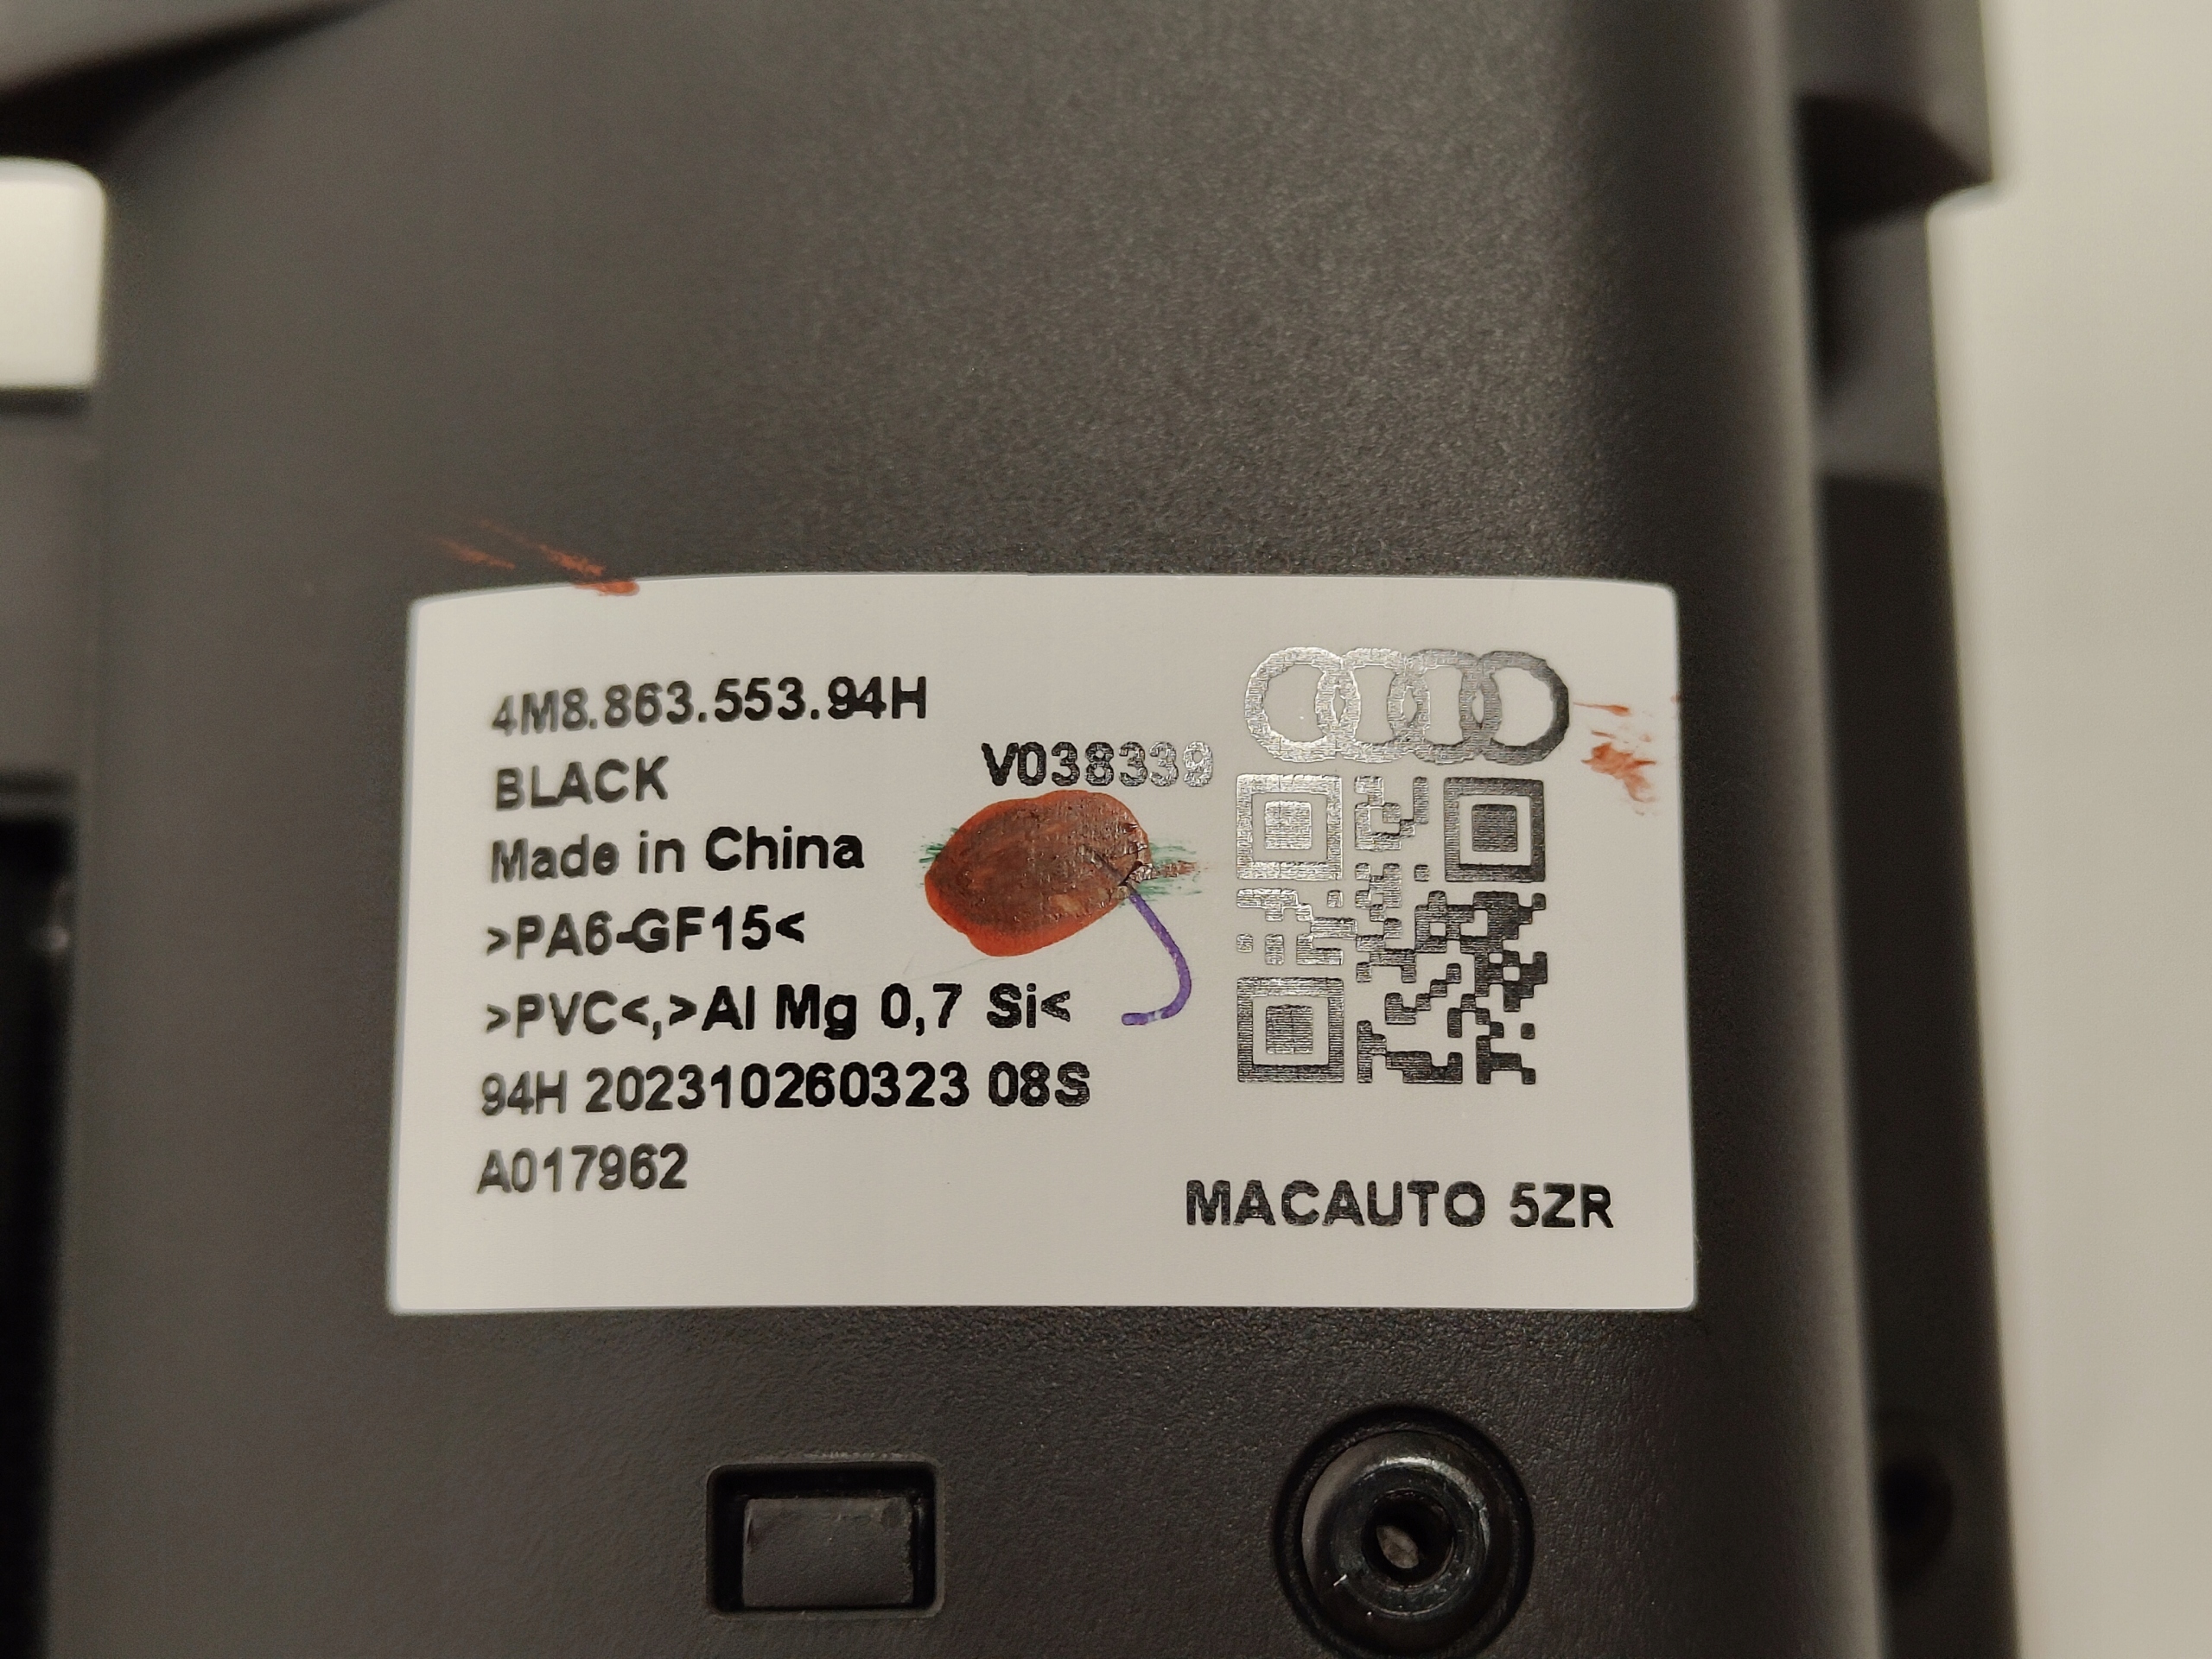 4M8.863.553.94H
BLACK
V038339
Made in China
>PA6-GF15<
>PVC<,>Al Mg 0,7 Si<
94H 202310260323 08S
A017962
MACAUTO 5ZR